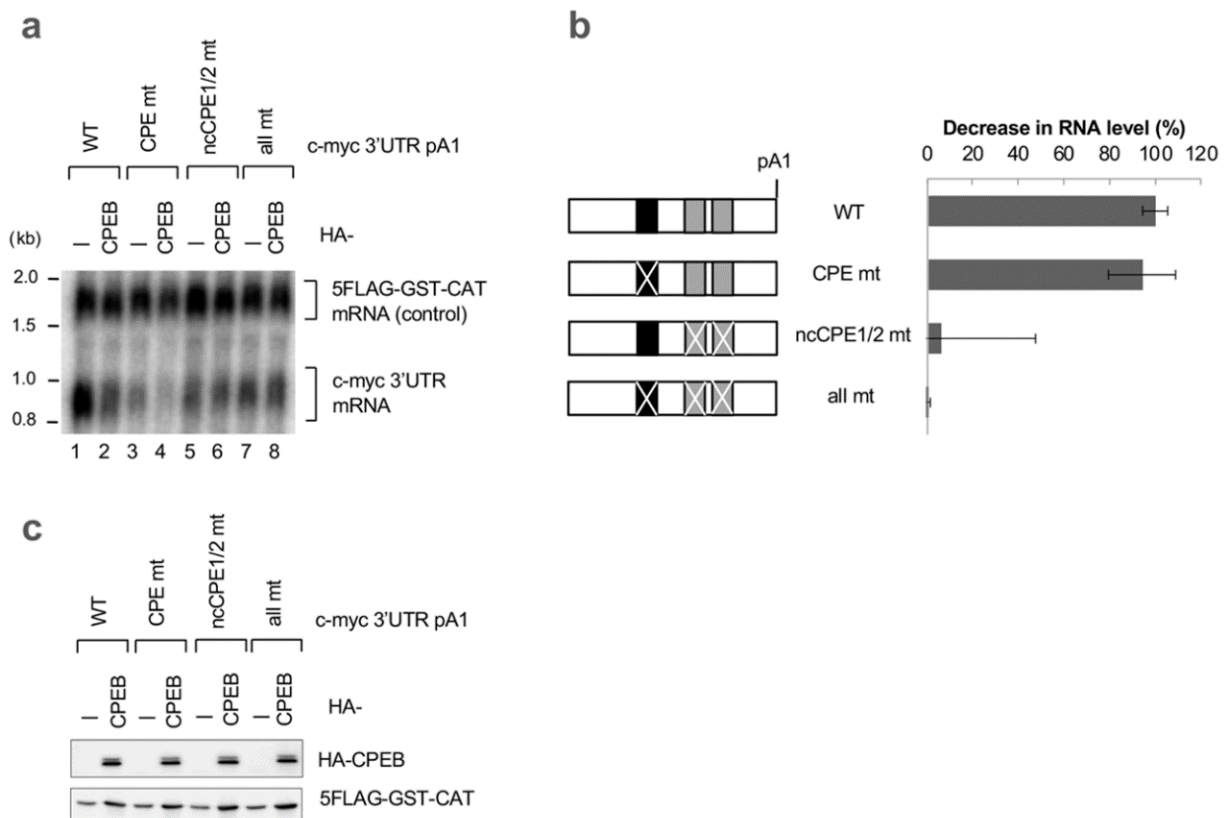 a
WT
CPE mt
ncCPE1/2 mt
all mt
c-myc 3'UTR pA1
— CPEB — CPEB — CPEB — CPEB HA-
(kb)
2.0
1.5
1.0
0.8
5FLAG-GST-CAT
mRNA (control)
c-myc 3'UTR
mRNA
1 2 3 4 5 6 7 8
b
Decrease in RNA level (%)
0 20 40 60 80 100 120
pA1
WT
CPE mt
ncCPE1/2 mt
all mt
c
WT
CPE mt
ncCPE1/2 mt
all mt
c-myc 3'UTR pA1
— CPEB — CPEB — CPEB — CPEB HA-
HA-CPEB
5FLAG-GST-CAT